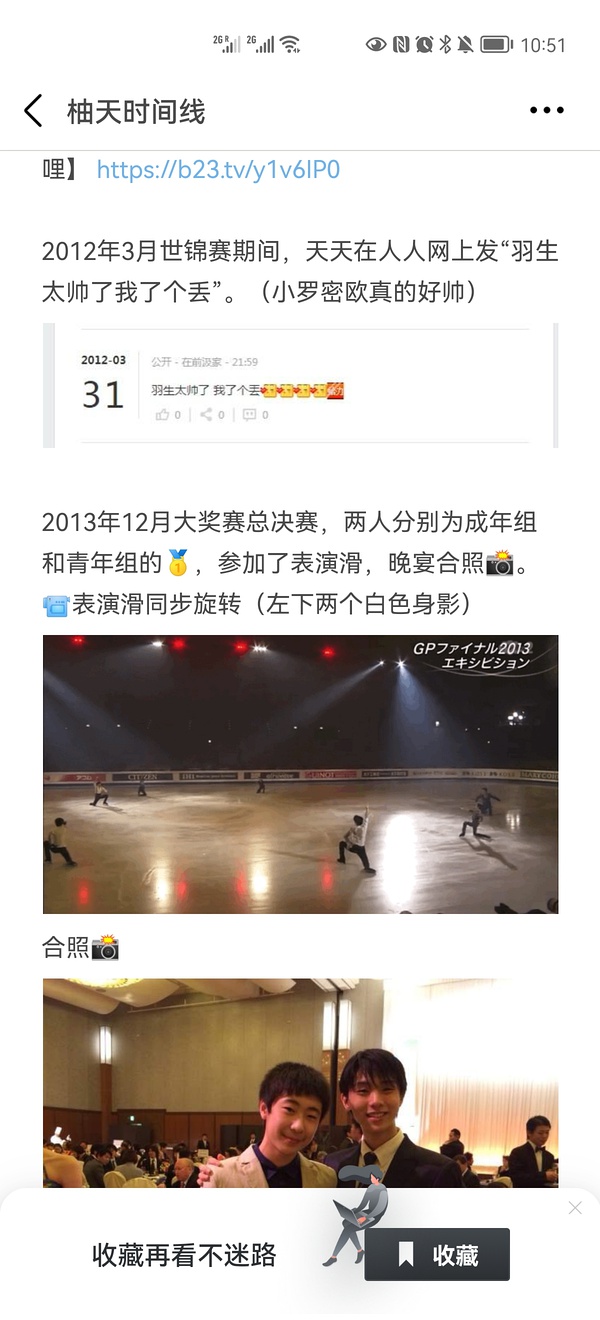 2G R 2G 10:51
柚天时间线
哩】 https://b23.tv/y1v6IP0
2012年3月世锦赛期间，天天在人人网上发“羽生
太帅了我了个丢”。（小罗密欧真的好帅）
2012-03
31
公开 - 在前汲家 - 21:59
羽生太帅了 我了个丢
0 0 0
2013年12月大奖赛总决赛，两人分别为成年组
和青年组的🥇，参加了表演滑，晚宴合照📸。
表演滑同步旋转（左下两个白色身影）
GPファイナル2013
エキシビション
CITIZEN
合照📸
收藏再看不迷路
收藏